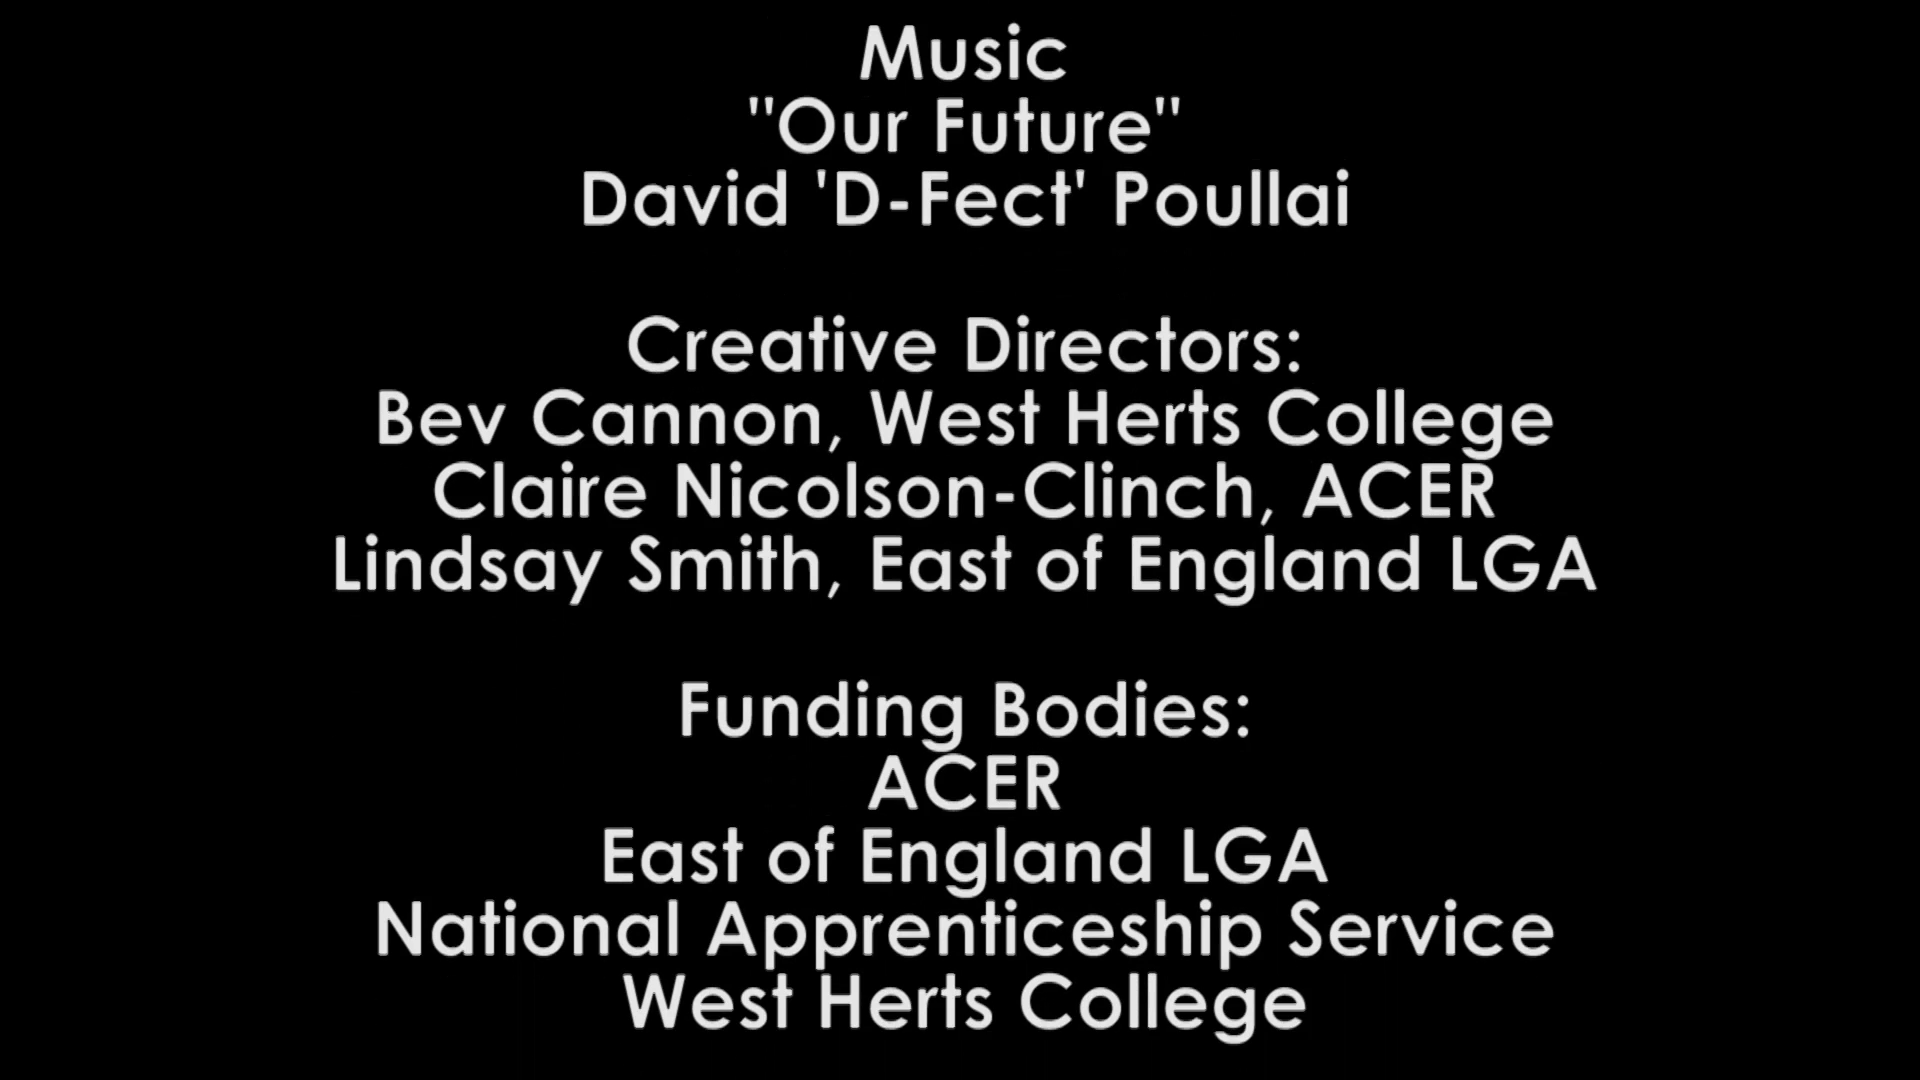 Music
"Our Future"
David 'D-Fect' Poullai
Creative Directors:
Bev Cannon, West Herts College
Claire Nicolson-Clinch, ACER
Lindsay Smith, East of England LGA
Funding Bodies:
ACER
East of England LGA
National Apprenticeship Service
West Herts College